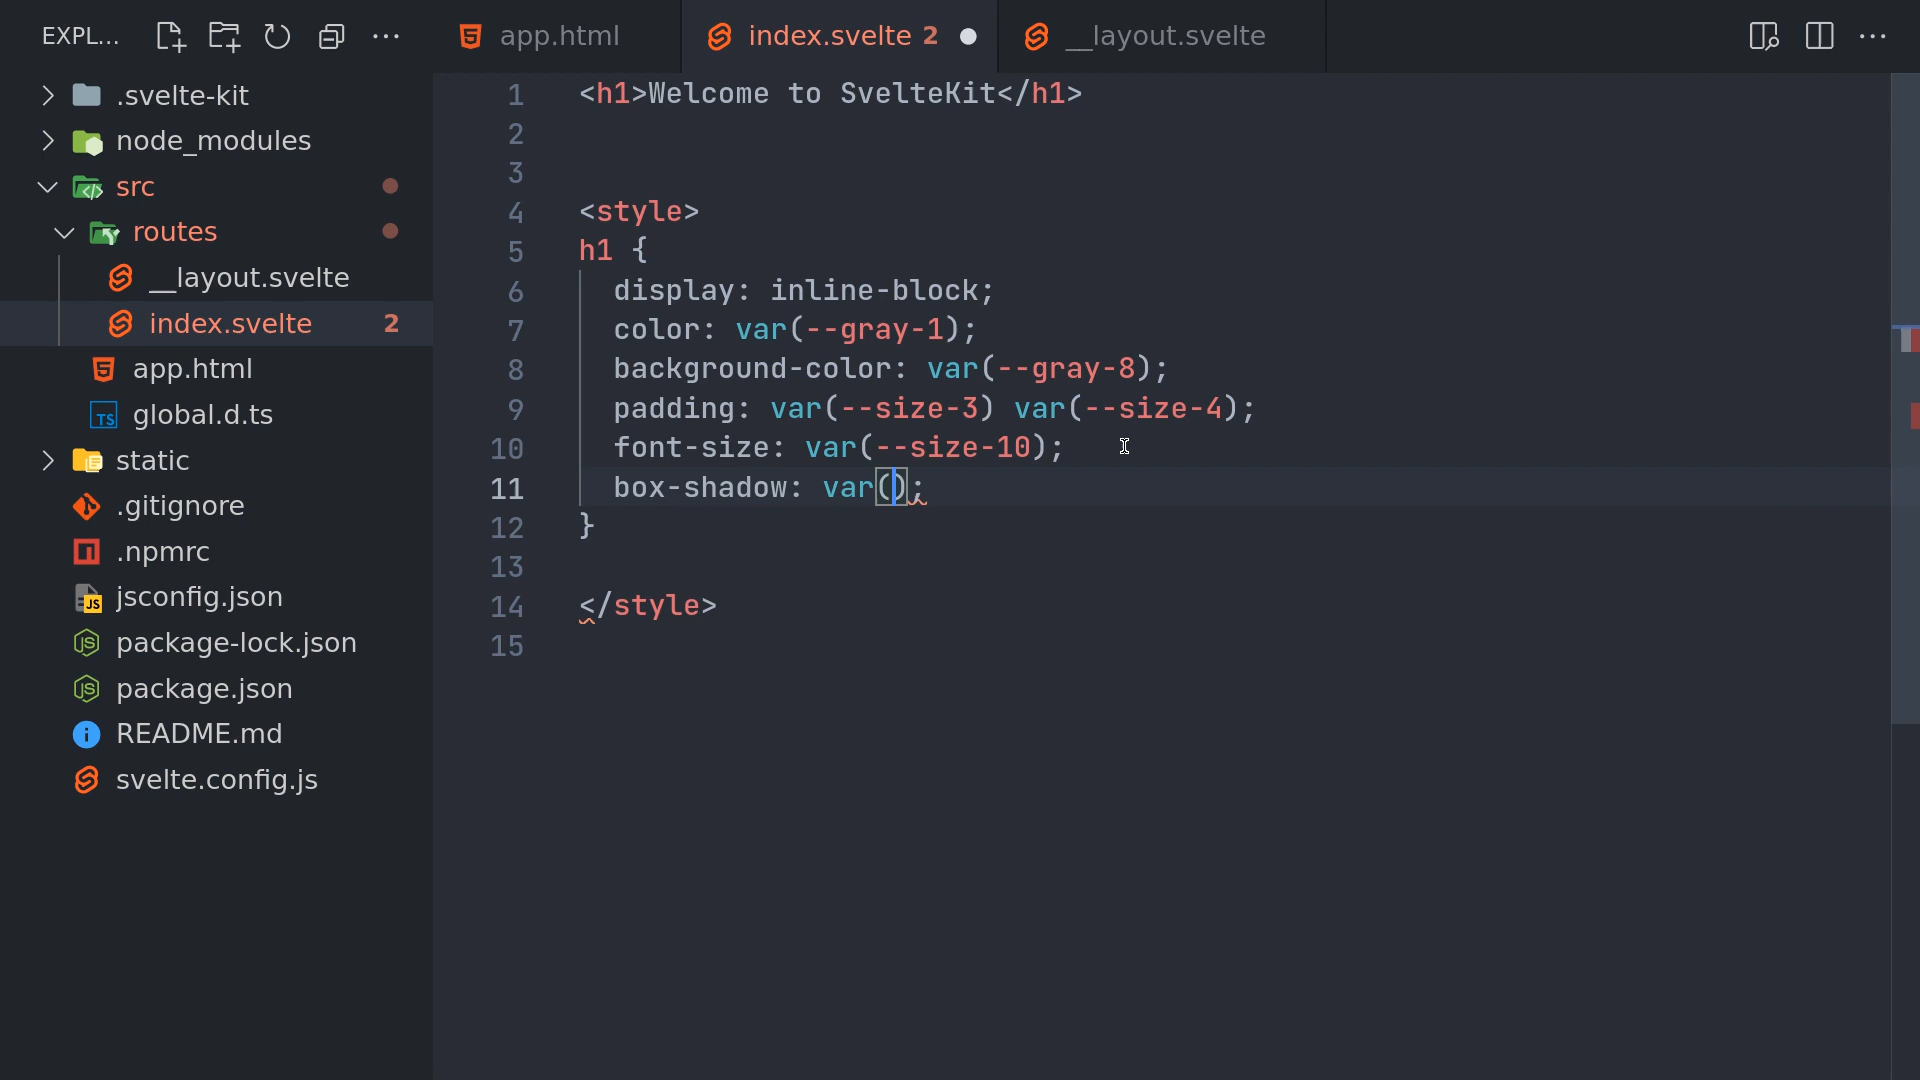 EXPL...
app.html
index.svelte 2
__layout.svelte
.svelte-kit
node_modules
src
routes
__layout.svelte
index.svelte 2
app.html
TS global.d.ts
static
.gitignore
.npmrc
JS jsconfig.json
JS package-lock.json
JS package.json
README.md
svelte.config.js
1 <h1>Welcome to SvelteKit</h1>
2
3
4 <style>
5 h1 {
6 display: inline-block;
7 color: var(--gray-1);
8 background-color: var(--gray-8);
9 padding: var(--size-3) var(--size-4);
10 font-size: var(--size-10);
11 box-shadow: var();
12 }
13
14 </style>
15